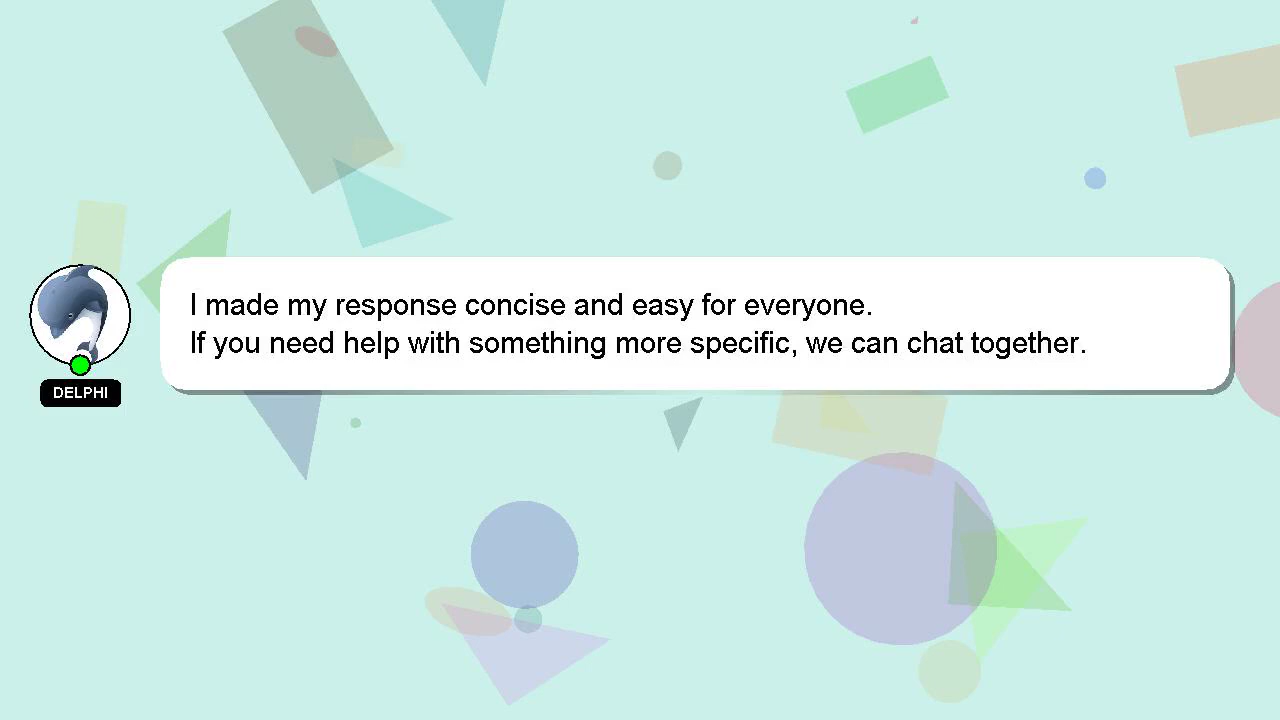 I made my response concise and easy for everyone.
If you need help with something more specific, we can chat together.
DELPHI